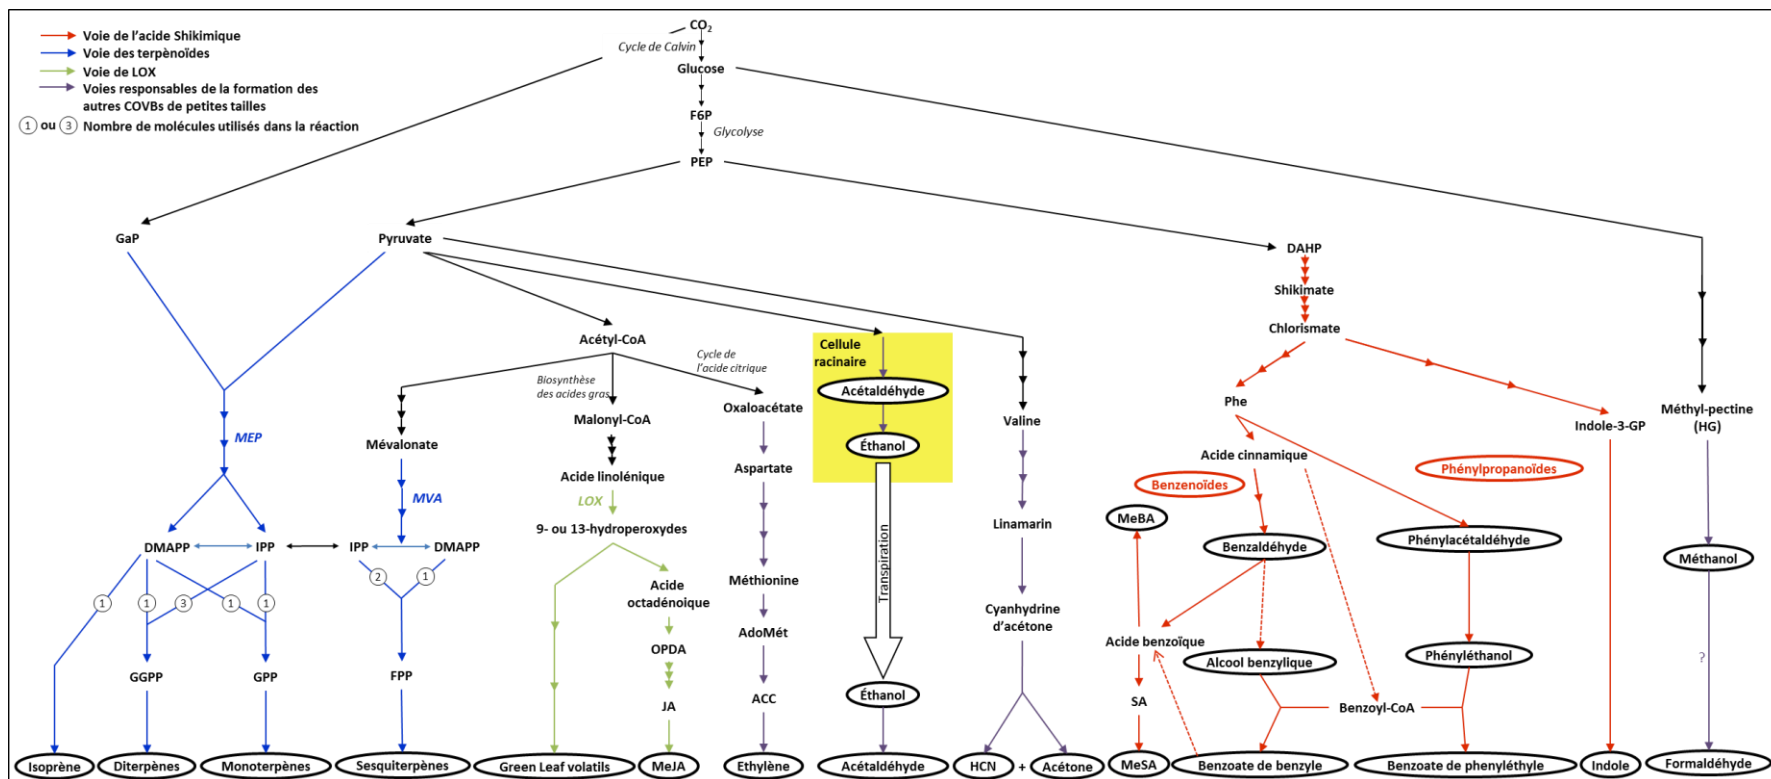 Voie de l'acide Shikimique
Voie des terpènoïdes
Voie de LOX
Voies responsables de la formation des
autres COVBs de petites tailles
1 ou 3 Nombre de molécules utilisés dans la réaction
CO2
Cycle de Calvin
Glucose
F6P
Glycolyse
PEP
GaP
Pyruvate
DAHP
Shikimate
Chlorismate
Acétyl-CoA
Cellule
racinaire
Cycle de
l'acide citrique
Biosynthèse
des acides gras
Acétaldéhyde
Phe
Oxaloacétate
Malonyl-CoA
Valine
Méthyl-pectine
(HG)
Indole-3-GP
MEP
Mévalonate
Éthanol
Acide cinnamique
Aspartate
Acide linolénique
Benzenoïdes
Phénylpropanoïdes
MVA
LOX
MeBA
9- ou 13-hydroperoxydes
Linamarin
DMAPP
IPP
IPP
DMAPP
Benzaldéhyde
Phénylacétaldéhyde
Méthanol
Transpiration
2
1
Méthionine
Acide
octadénoique
1
1
3
1
1
Cyanhydrine
d'acétone
AdoMét
Acide benzoïque
OPDA
Alcool benzylique
Phényléthanol
?
GGPP
GPP
FPP
Éthanol
ACC
SA
JA
Benzoyl-CoA
Isoprène
Diterpènes
Monoterpènes
Sesquiterpènes
Green Leaf volatils
MeJA
Ethylène
Acétaldéhyde
HCN + Acétone
MeSA
Benzoate de benzyle
Benzoate de phenyléthyle
Indole
Formaldéhyde